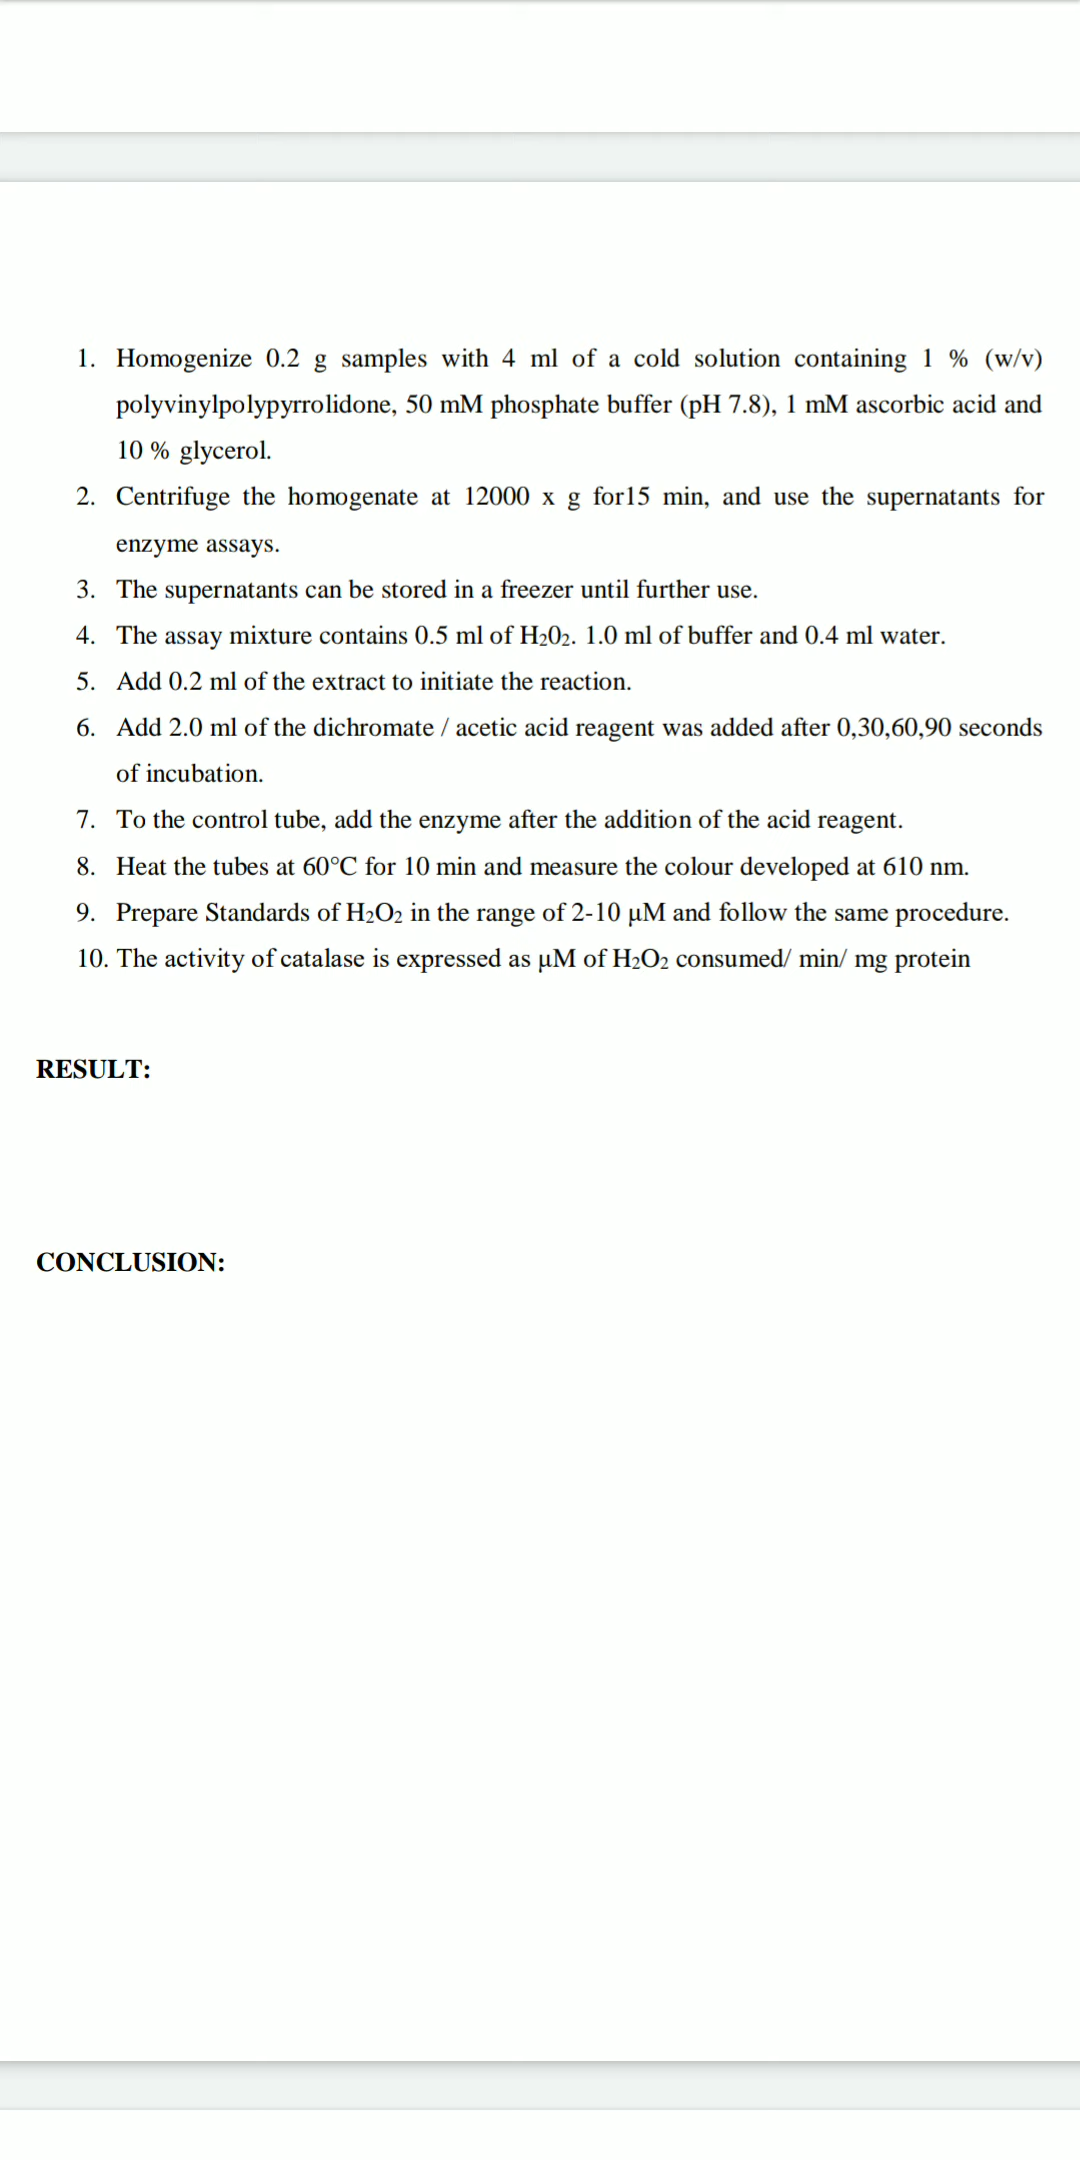 1. Homogenize 0.2 g samples with 4 ml of a cold solution containing 1 % (w/v)
polyvinylpolypyrrolidone, 50 mM phosphate buffer (pH 7.8), 1 mM ascorbic acid and
10 % glycerol.
2. Centrifuge the homogenate at 12000 x g for15 min, and use the supernatants for
enzyme assays.
3. The supernatants can be stored in a freezer until further use.
4. The assay mixture contains 0.5 ml of H₂0₂. 1.0 ml of buffer and 0.4 ml water.
5. Add 0.2 ml of the extract to initiate the reaction.
6. Add 2.0 ml of the dichromate / acetic acid reagent was added after 0,30,60,90 seconds
of incubation.
7. To the control tube, add the enzyme after the addition of the acid reagent.
8. Heat the tubes at 60°C for 10 min and measure the colour developed at 610 nm.
9. Prepare Standards of H₂O₂ in the range of 2-10 µM and follow the same procedure.
10. The activity of catalase is expressed as µM of H₂O₂ consumed/ min/ mg protein
RESULT:
CONCLUSION: